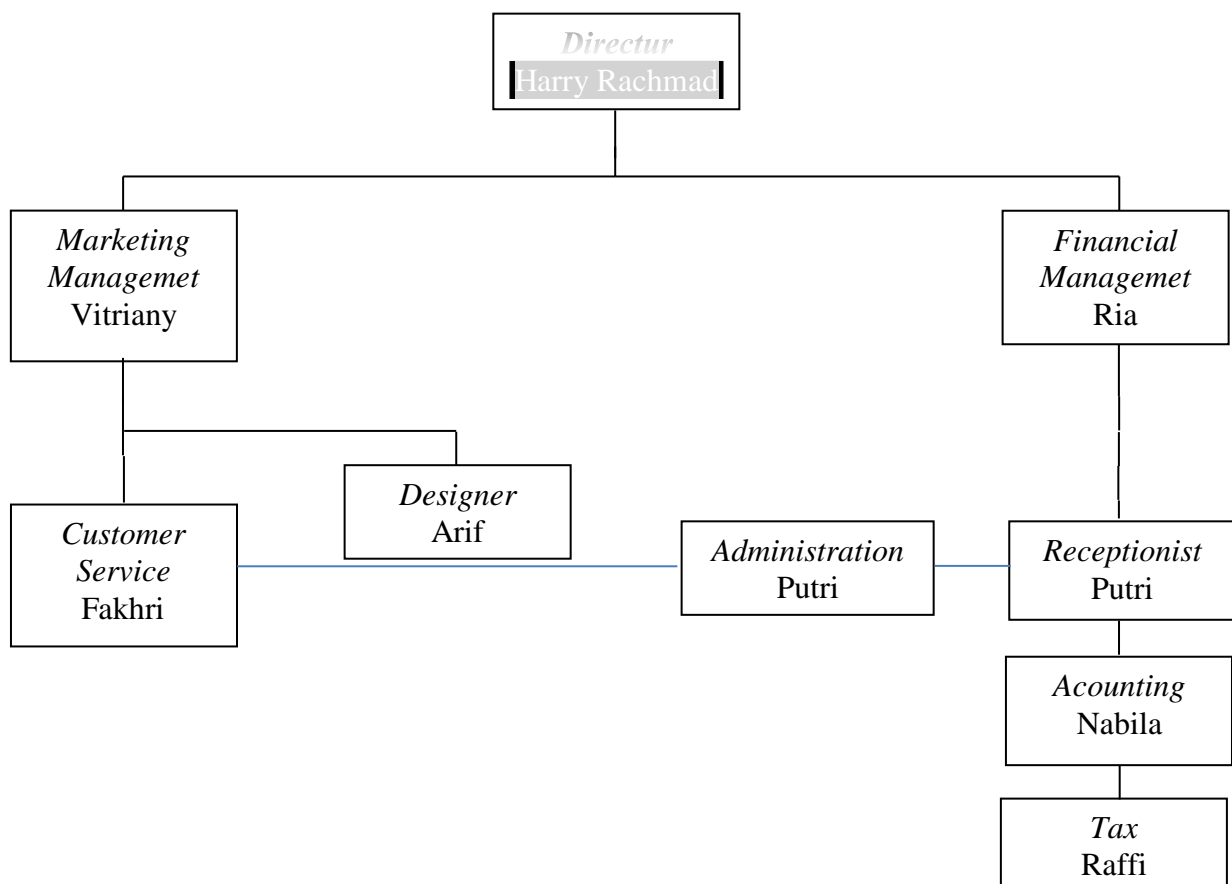 Directur
Harry Rachmad
Marketing
Managemet
Vitriany
Financial
Managemet
Ria
Designer
Arif
Customer
Service
Fakhri
Administration
Putri
Receptionist
Putri
Acounting
Nabila
Tax
Raffi